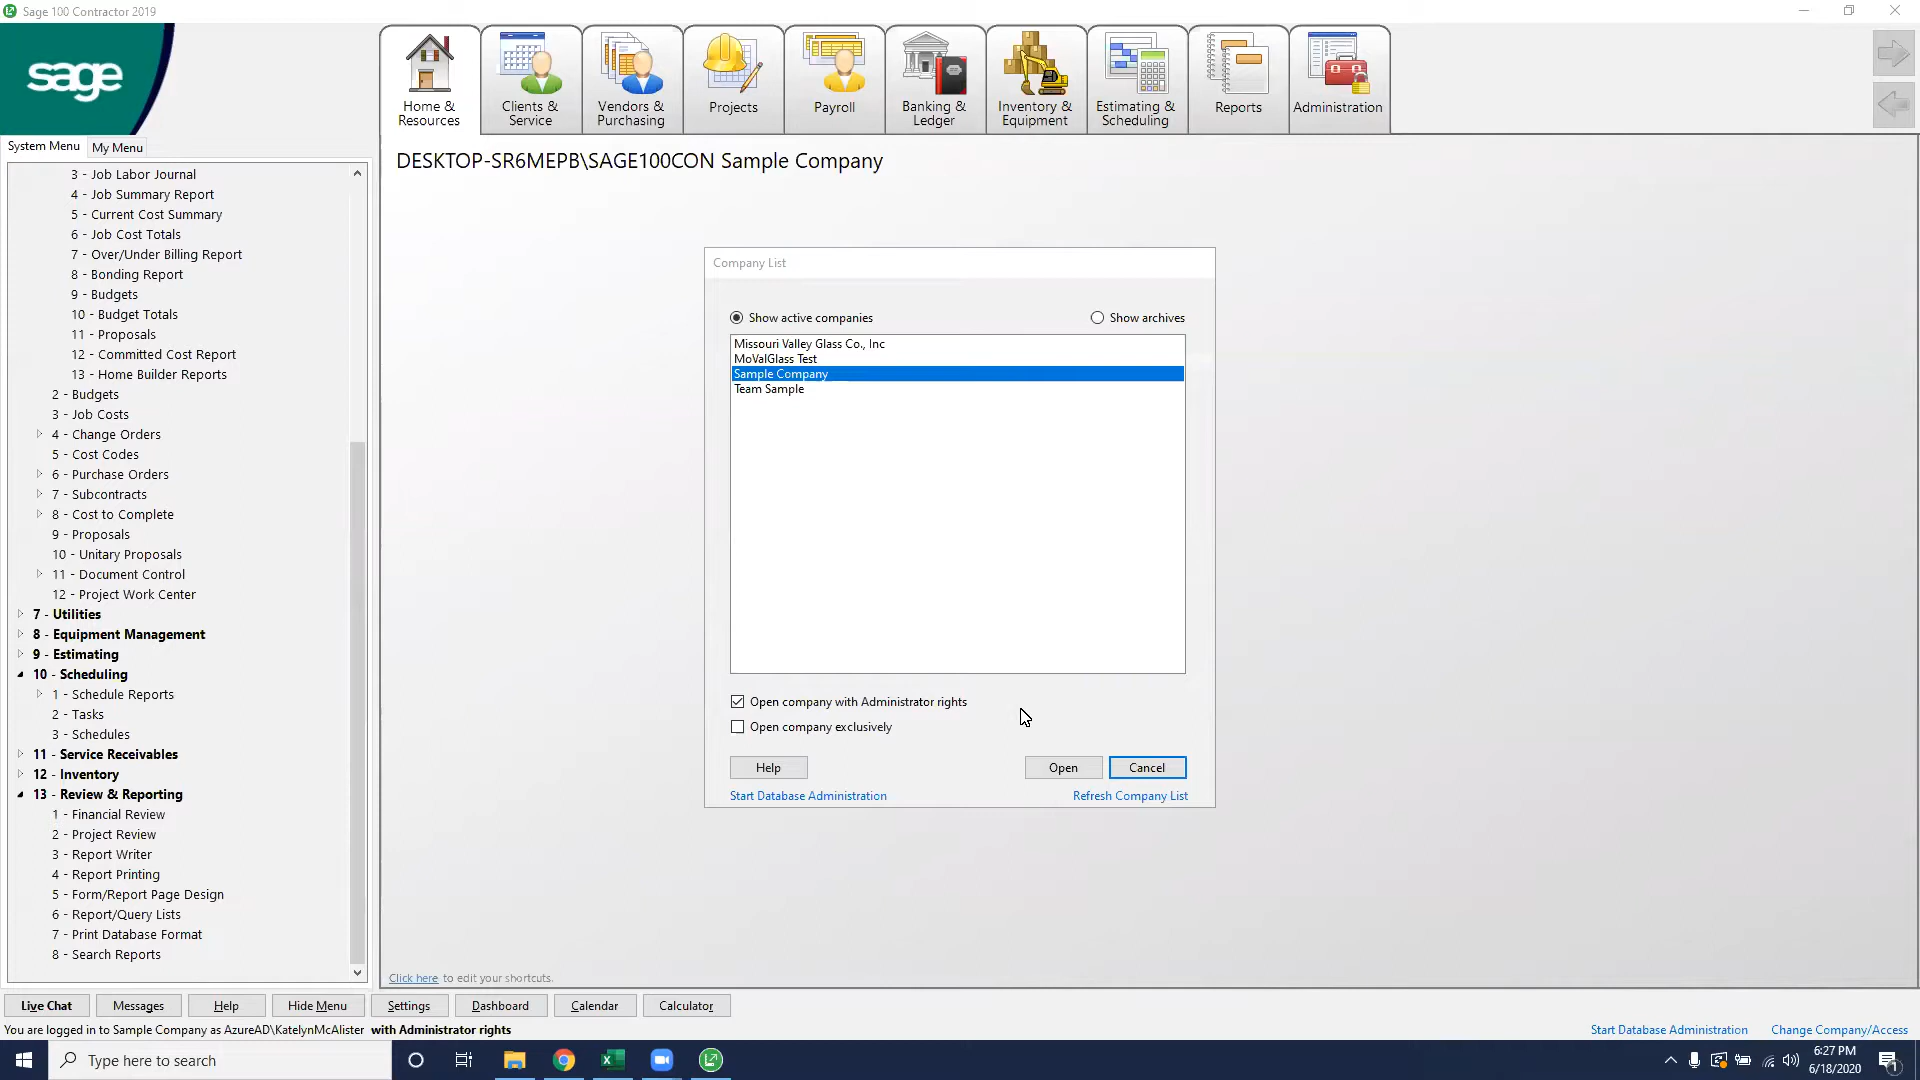 Sage 100 Contractor 2019
sage
Home &
Resources
Clients &
Service
Vendors &
Purchasing
Projects
Payroll
Banking &
Ledger
Inventory &
Equipment
Estimating &
Scheduling
Reports
Administration
System Menu
My Menu
3 - Job Labor Journal
4 - Job Summary Report
5 - Current Cost Summary
6 - Job Cost Totals
7 - Over/Under Billing Report
8 - Bonding Report
9 - Budgets
10 - Budget Totals
11 - Proposals
12 - Committed Cost Report
13 - Home Builder Reports
2 - Budgets
3 - Job Costs
4 - Change Orders
5 - Cost Codes
6 - Purchase Orders
7 - Subcontracts
8 - Cost to Complete
9 - Proposals
10 - Unitary Proposals
11 - Document Control
12 - Project Work Center
7 - Utilities
8 - Equipment Management
9 - Estimating
10 - Scheduling
1 - Schedule Reports
2 - Tasks
3 - Schedules
11 - Service Receivables
12 - Inventory
13 - Review & Reporting
1 - Financial Review
2 - Project Review
3 - Report Writer
4 - Report Printing
5 - Form/Report Page Design
6 - Report/Query Lists
7 - Print Database Format
8 - Search Reports
DESKTOP-SR6MEPB\SAGE100CON Sample Company
Company List
Show active companies
Show archives
Missouri Valley Glass Co., Inc
MoValGlass Test
Sample Company
Team Sample
Open company with Administrator rights
Open company exclusively
Help
Open
Cancel
Start Database Administration
Refresh Company List
Click here to edit your shortcuts.
Live Chat
Messages
Help
Hide Menu
Settings
Dashboard
Calendar
Calculator
You are logged in to Sample Company as AzureAD\KatelynMcAlister with Administrator rights
Start Database Administration
Change Company/Access
Type here to search
6:27 PM
6/18/2020
1